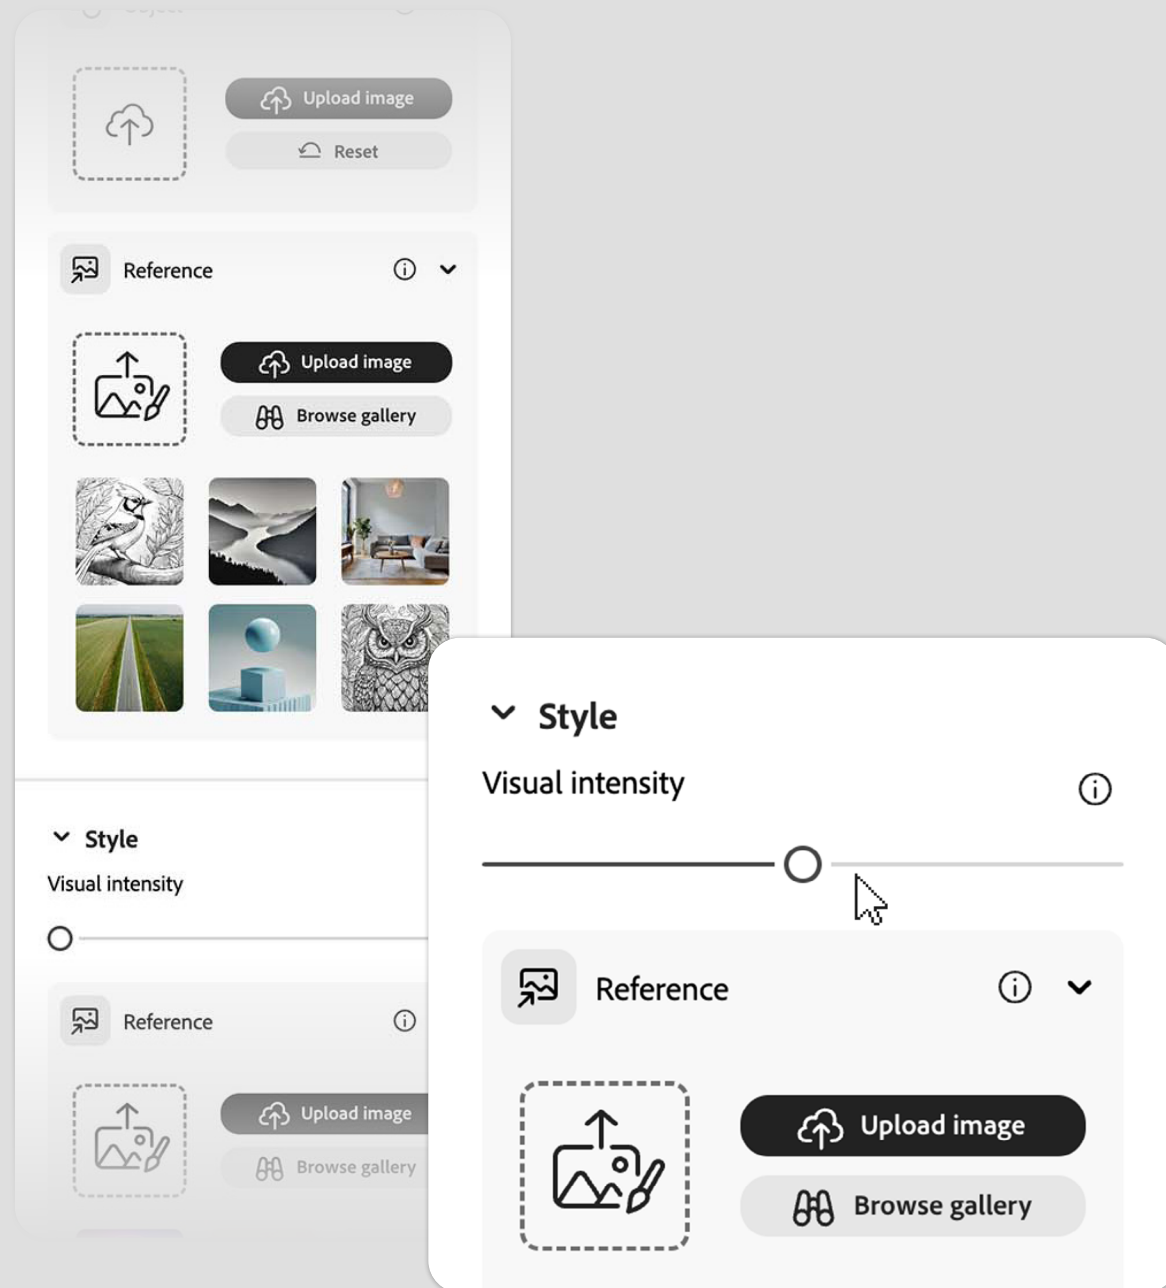 Object
Upload image
Reset
Reference
Upload image
Browse gallery
Style
Visual intensity
Reference
Upload image
Browse gallery
Style
Visual intensity
Reference
Upload image
Browse gallery